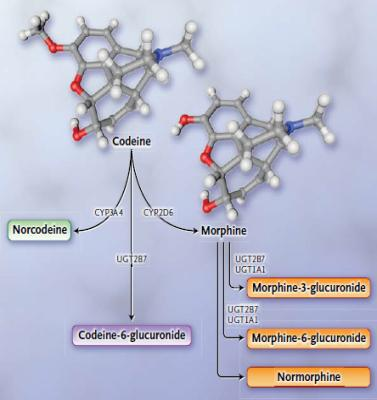 Codeine
CYP3A4
CYP2D6
Norcodeine
Morphine
UGT2B7
UGT2B7
UGT1A1
Morphine-3-glucuronide
UGT2B7
UGT1A1
Codeine-6-glucuronide
Morphine-6-glucuronide
Normorphine